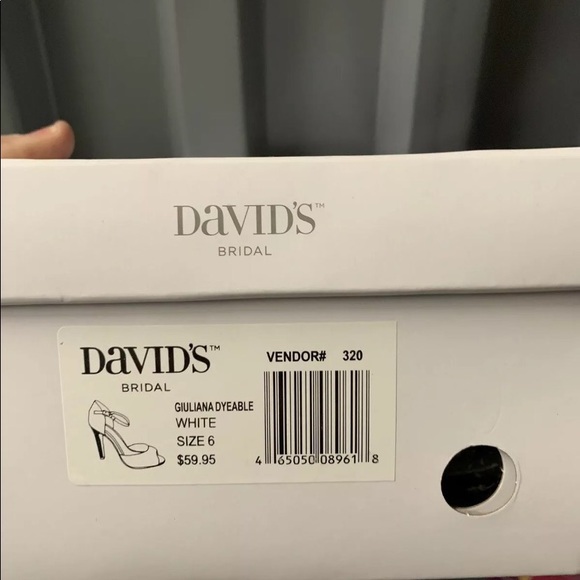 DAVID'S™
BRIDAL
DAVID'S™
BRIDAL
VENDOR# 320
GIULIANA DYEABLE
WHITE
SIZE 6
$59.95
4 65050 08961 8